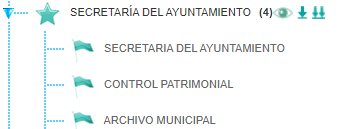 SECRETARÍA DEL AYUNTAMIENTO (4)
SECRETARIA DEL AYUNTAMIENTO
CONTROL PATRIMONIAL
ARCHIVO MUNICIPAL